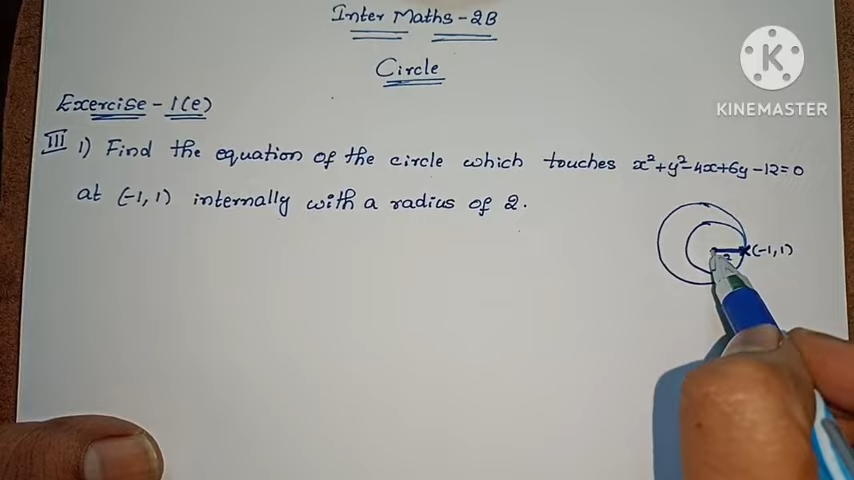 Inter Maths - 2B
Circle
Exercise - 1(e)
III 1) Find the equation of the circle which touches x²+y²-4x+6y-12=0
at (-1,1) internally with a radius of 2.
(-1,1)
2
K
KINEMASTER